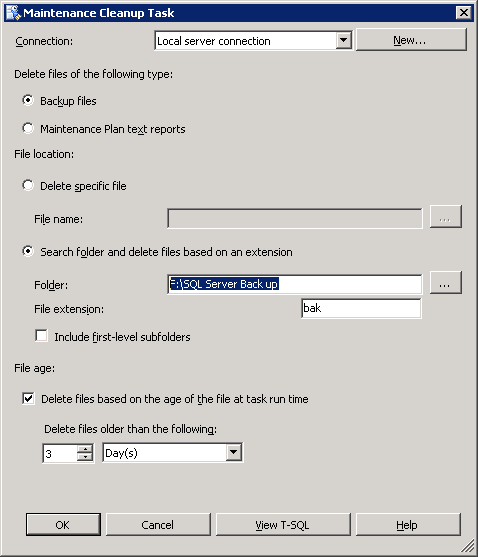 Maintenance Cleanup Task
Connection: Local server connection New...
Delete files of the following type:
Backup files
Maintenance Plan text reports
File location:
Delete specific file
File name: ...
Search folder and delete files based on an extension
Folder: F:\SQL Server Back up ...
File extension: bak
Include first-level subfolders
File age:
Delete files based on the age of the file at task run time
Delete files older than the following:
3 Day(s)
OK Cancel View T-SQL Help